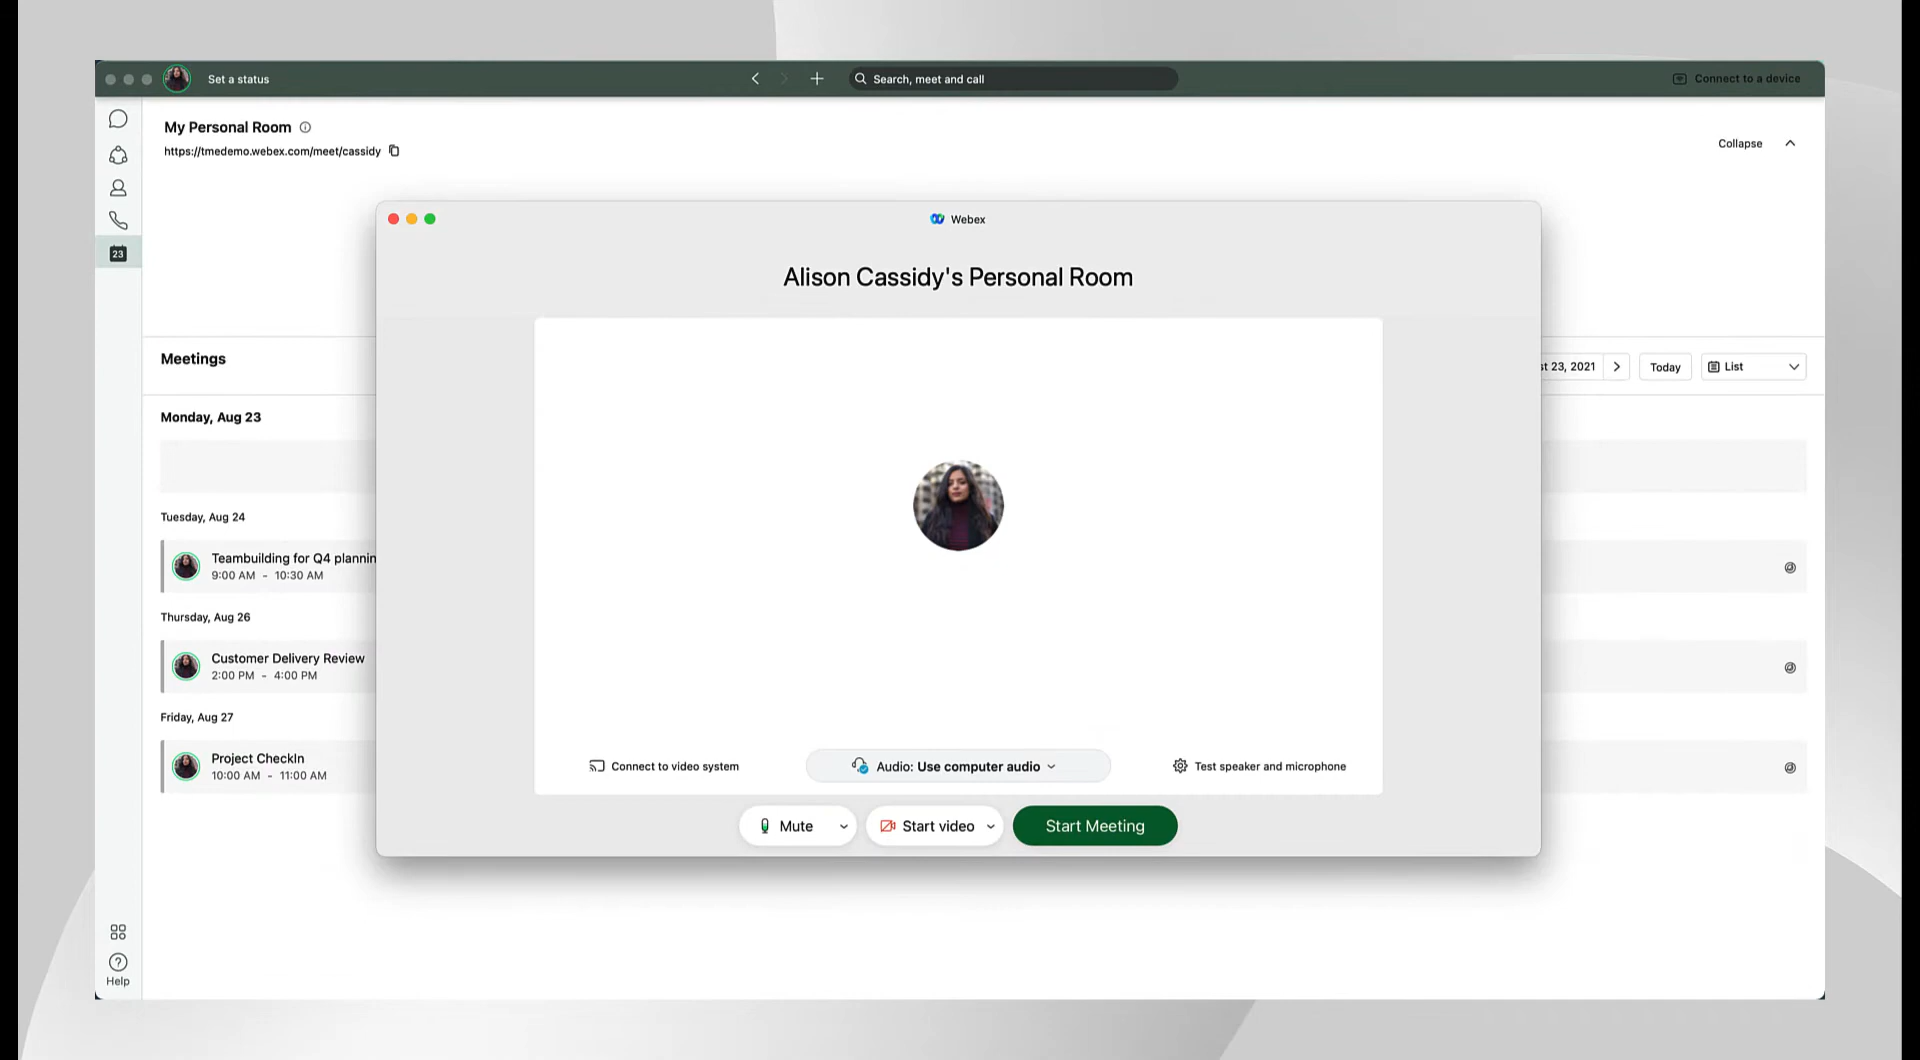 Set a status
Search, meet and call
Connect to a device
My Personal Room
https://tmedemo.webex.com/meet/cassidy
Collapse
23
Webex
Alison Cassidy's Personal Room
Meetings
23, 2021
Today
List
Monday, Aug 23
Tuesday, Aug 24
Teambuilding for Q4 plannin
9:00 AM - 10:30 AM
Thursday, Aug 26
Customer Delivery Review
2:00 PM - 4:00 PM
Friday, Aug 27
Project CheckIn
10:00 AM - 11:00 AM
Connect to video system
Audio: Use computer audio
Test speaker and microphone
Mute
Start video
Start Meeting
Help